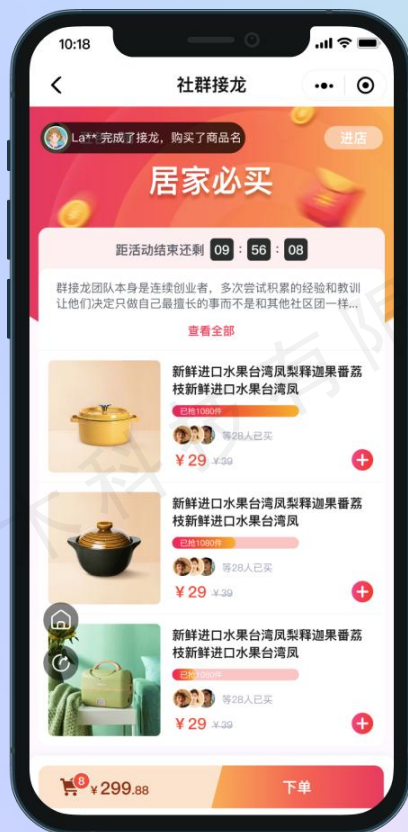 10:18
社群接龙
La** 完成了接龙，购买了商品名
进店
居家必买
距活动结束还剩 09 : 56 : 08
群接龙团队本身是连续创业者，多次尝试积累的经验和教训
让他们决定只做自己最擅长的事而不是和其他社区团一样...
查看全部
新鲜进口水果台湾凤梨释迦果番荔
枝新鲜进口水果台湾凤
已抢1080件
等28人已买
¥29 ¥39
新鲜进口水果台湾凤梨释迦果番荔
枝新鲜进口水果台湾凤
已抢1080件
等28人已买
¥29 ¥39
新鲜进口水果台湾凤梨释迦果番荔
枝新鲜进口水果台湾凤
已抢1080件
等28人已买
¥29 ¥39
8
¥299.88
下单